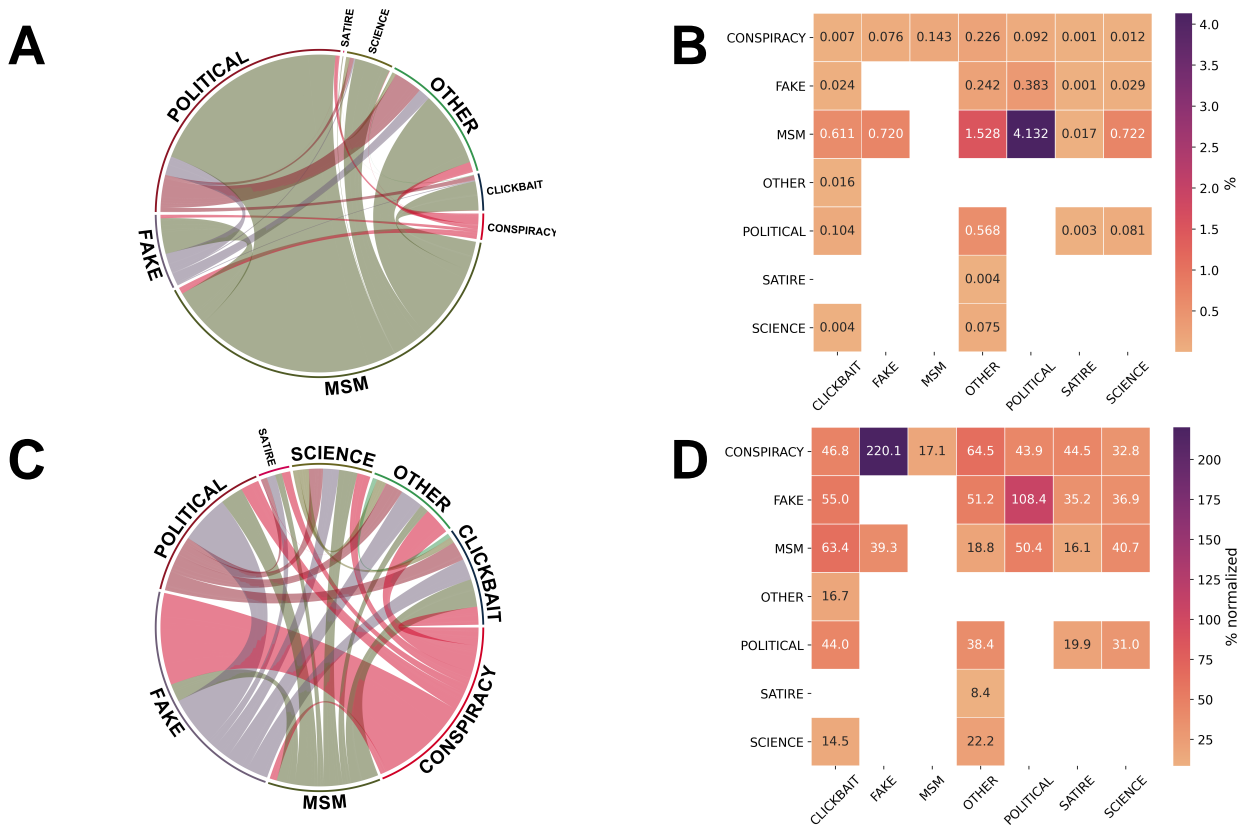 A
POLITICAL
SATIRE
SCIENCE
OTHER
CLICKBAIT
CONSPIRACY
FAKE
MSM
B
CONSPIRACY 0.007 0.076 0.143 0.226 0.092 0.001 0.012
FAKE 0.024 0.242 0.383 0.001 0.029
MSM 0.611 0.720 1.528 4.132 0.017 0.722
OTHER 0.016
POLITICAL 0.104 0.568 0.003 0.081
SATIRE 0.004
SCIENCE 0.004 0.075
CLICKBAIT FAKE MSM OTHER POLITICAL SATIRE SCIENCE
4.0
3.5
3.0
2.5
2.0
1.5
1.0
0.5
%
C
POLITICAL
SATIRE
SCIENCE
OTHER
CLICKBAIT
CONSPIRACY
FAKE
MSM
D
CONSPIRACY 46.8 220.1 17.1 64.5 43.9 44.5 32.8
FAKE 55.0 51.2 108.4 35.2 36.9
MSM 63.4 39.3 18.8 50.4 16.1 40.7
OTHER 16.7
POLITICAL 44.0 38.4 19.9 31.0
SATIRE 8.4
SCIENCE 14.5 22.2
CLICKBAIT FAKE MSM OTHER POLITICAL SATIRE SCIENCE
200
175
150
125
100
75
50
25
% normalized